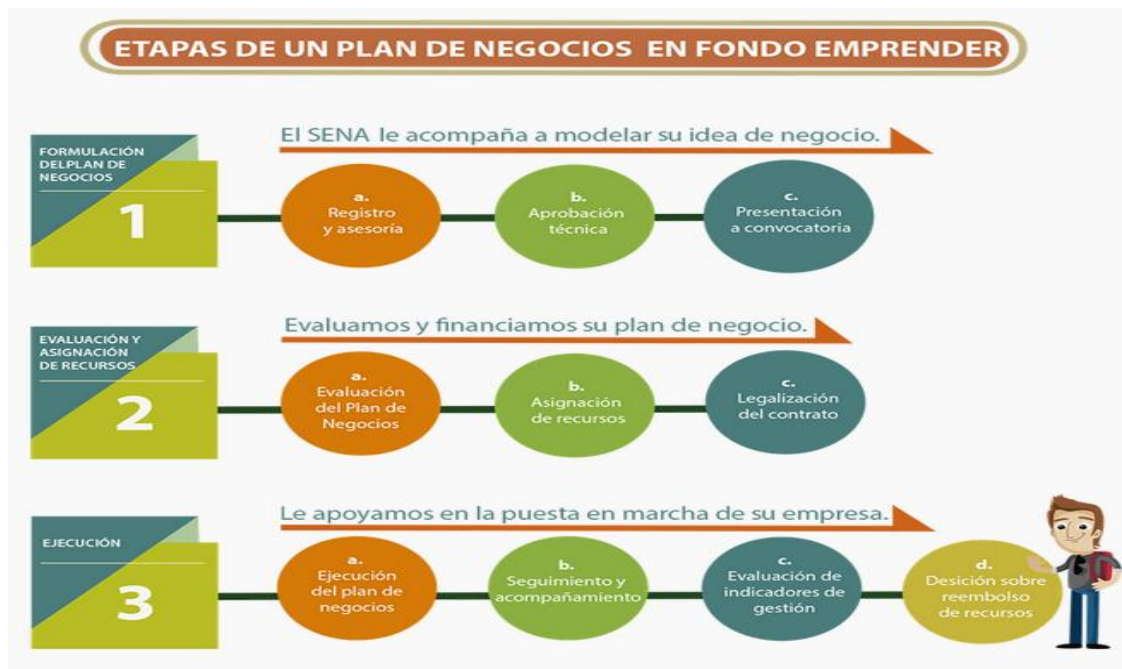 ETAPAS DE UN PLAN DE NEGOCIOS EN FONDO EMPRENDER
FORMULACIÓN
DELPLAN DE
NEGOCIOS
1
El SENA le acompaña a modelar su idea de negocio.
a.
Registro
y asesoría
b.
Aprobación
técnica
c.
Presentación
a convocatoria
EVALUACIÓN Y
ASIGNACIÓN
DE RECURSOS
2
Evaluamos y financiamos su plan de negocio.
a.
Evaluación
del Plan de
Negocios
b.
Asignación
de recursos
c.
Legalización
del contrato
EJECUCIÓN
3
Le apoyamos en la puesta en marcha de su empresa.
a.
Ejecución
del plan de
negocios
b.
Seguimiento y
acompañamiento
c.
Evaluación de
indicadores de
gestión
d.
Desición sobre
reembolso
de recursos